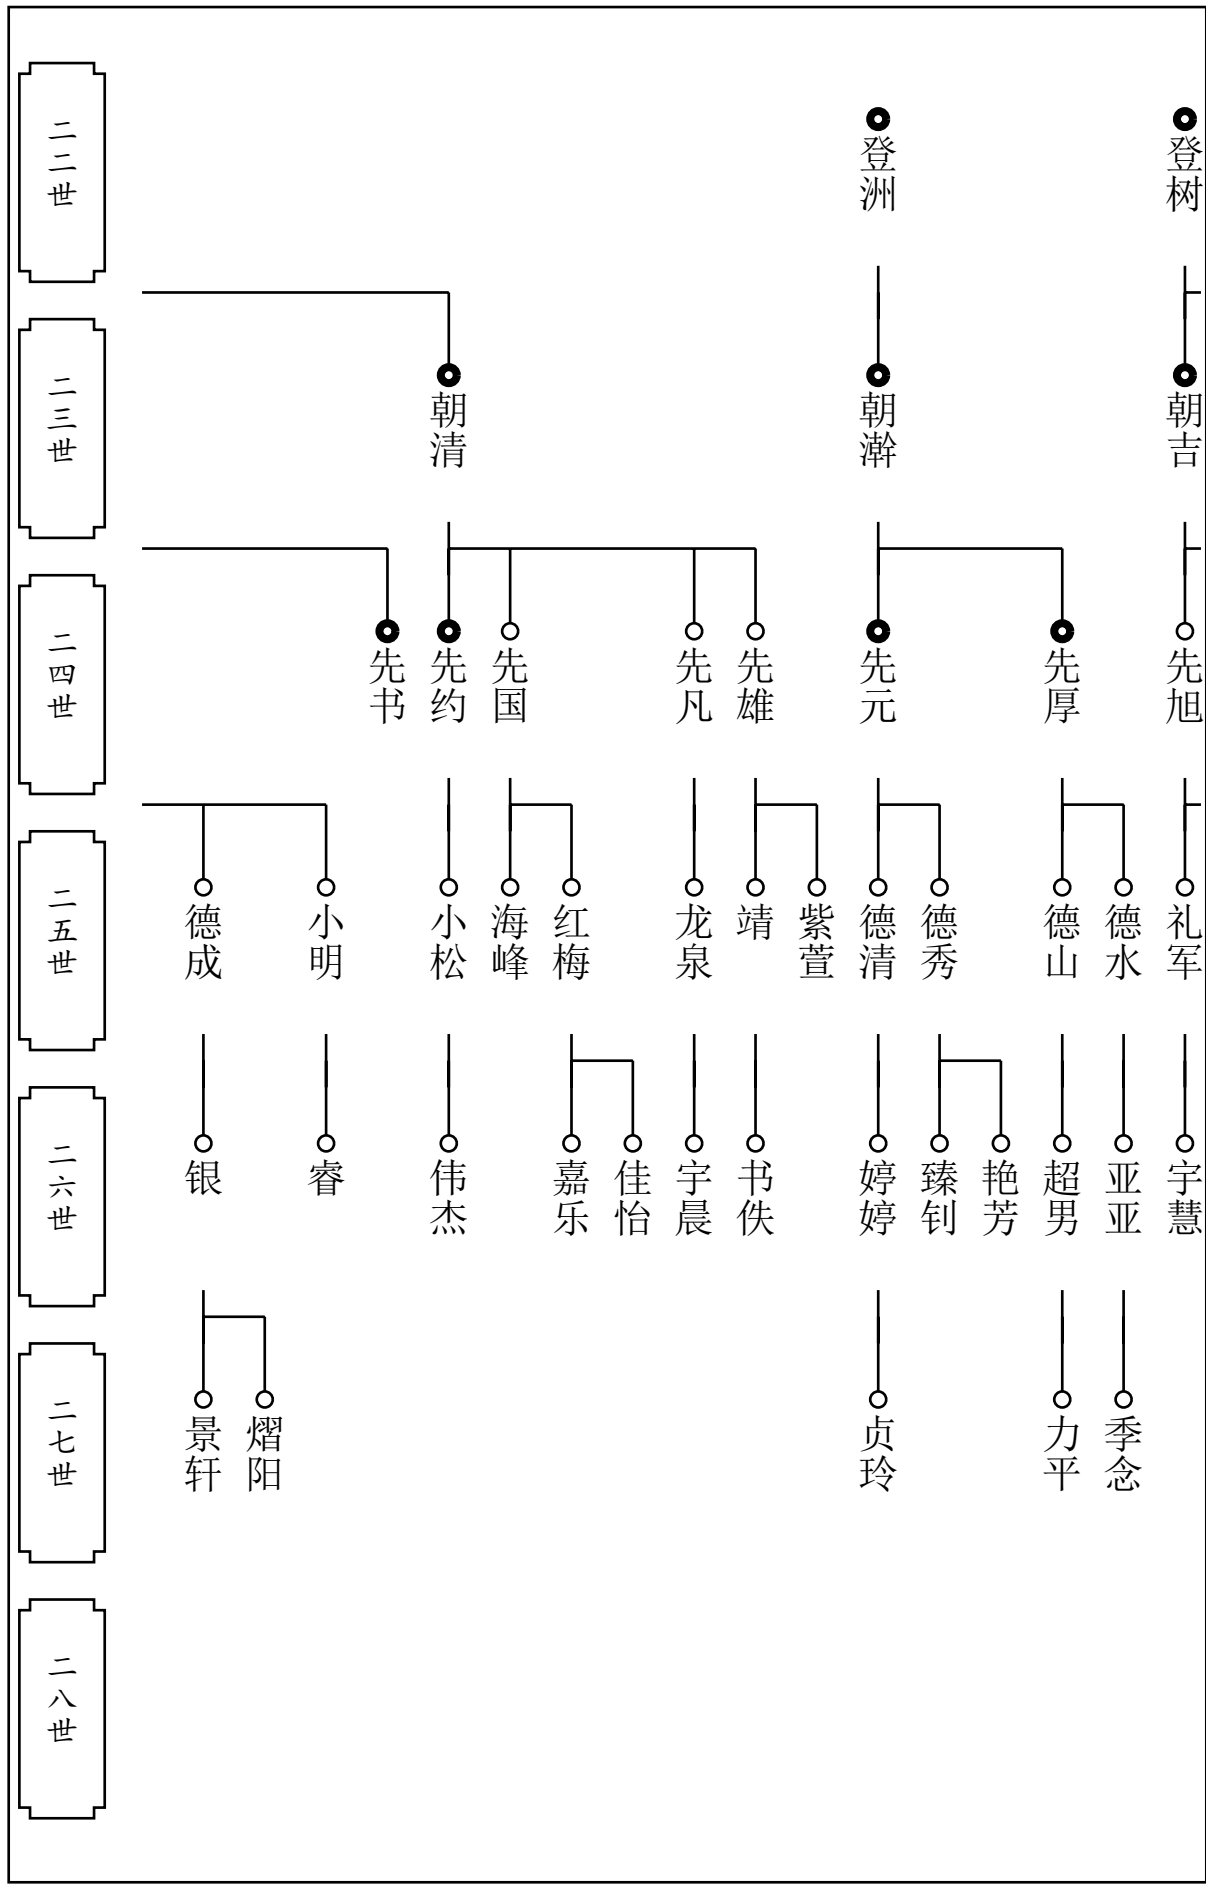 二二世
登洲
登树
二三世
朝清
朝澣
朝吉
二四世
先书
先约
先国
先凡
先雄
先元
先厚
先旭
二五世
德成
小明
小松
海峰
红梅
龙泉
靖
紫萱
德清
德秀
德山
德水
礼军
二六世
银
睿
伟杰
嘉乐
佳怡
宇晨
书佚
婷婷
臻钊
艳芳
超男
亚亚
宇慧
二七世
景轩
熠阳
贞玲
力平
季念
二八世